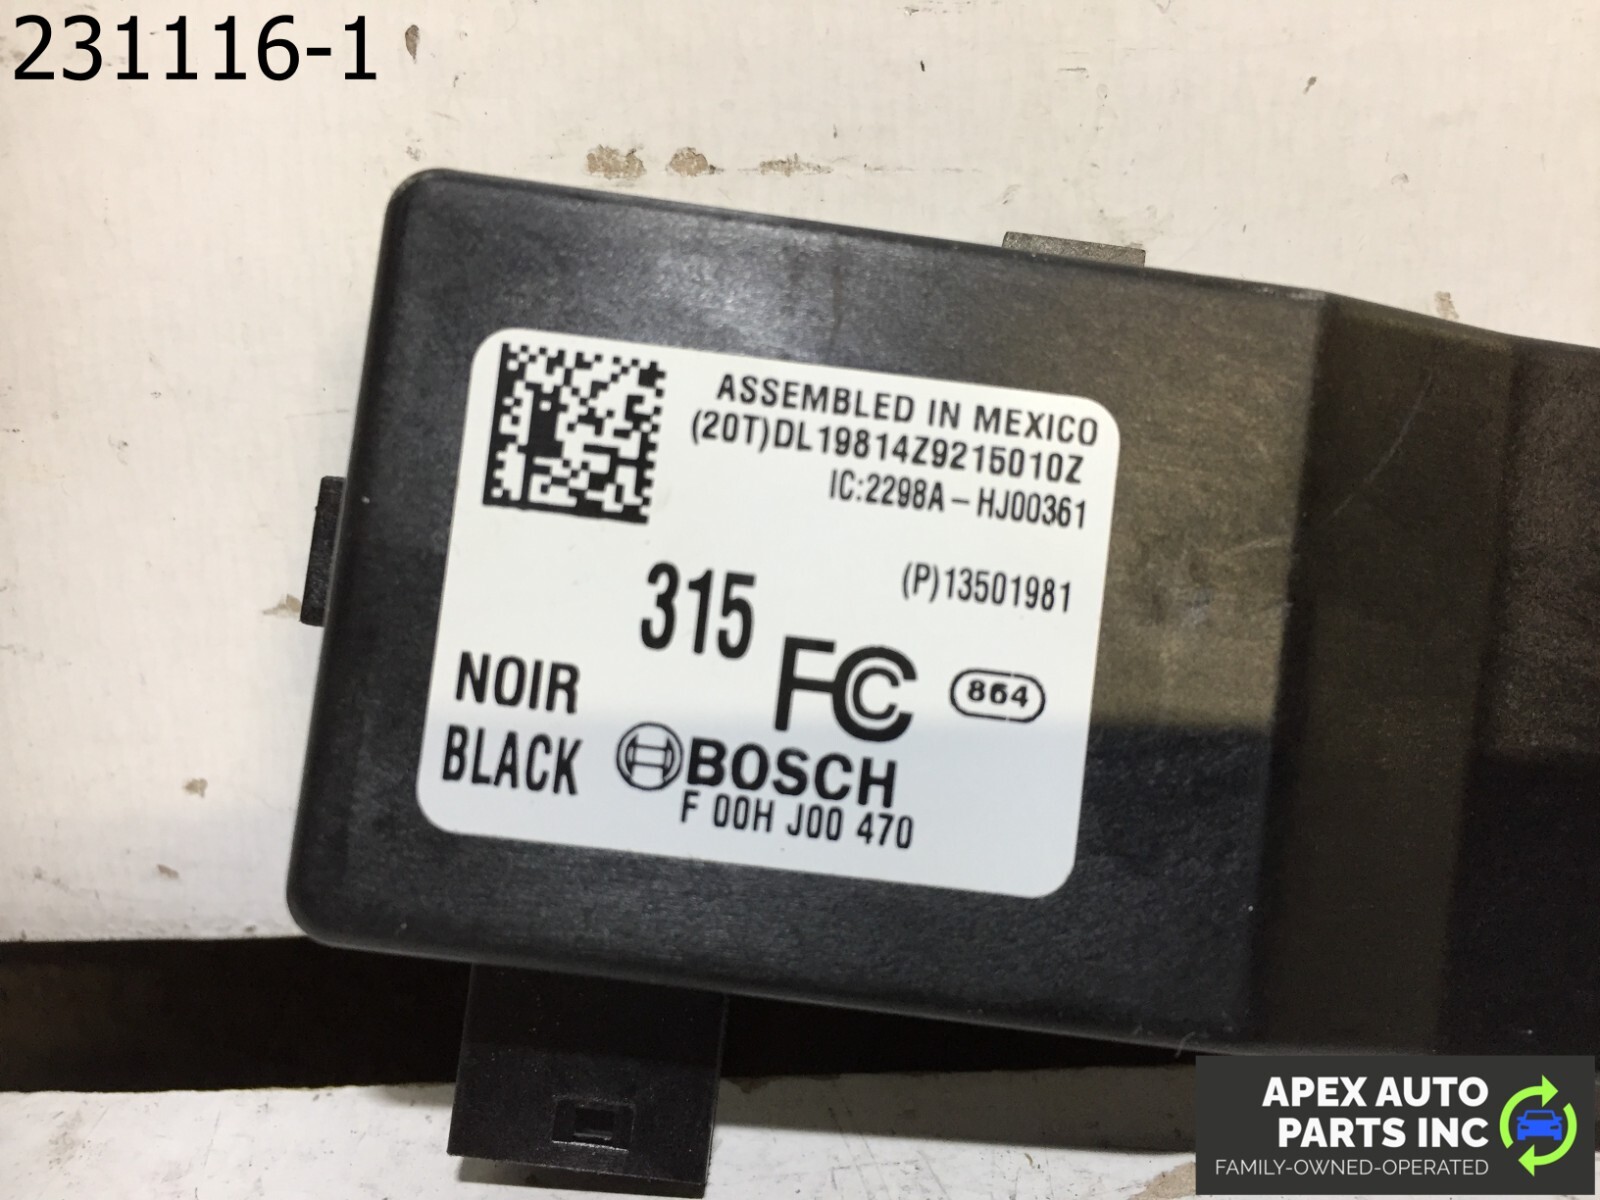 231116-1
ASSEMBLED IN MEXICO
(20T)DL19814Z9215010Z
IC:2298A-HJ00361
(P)13501981
315
FC
864
NOIR
BLACK
BOSCH
F 00H J00 470
APEX AUTO
PARTS INC
FAMILY-OWNED-OPERATED